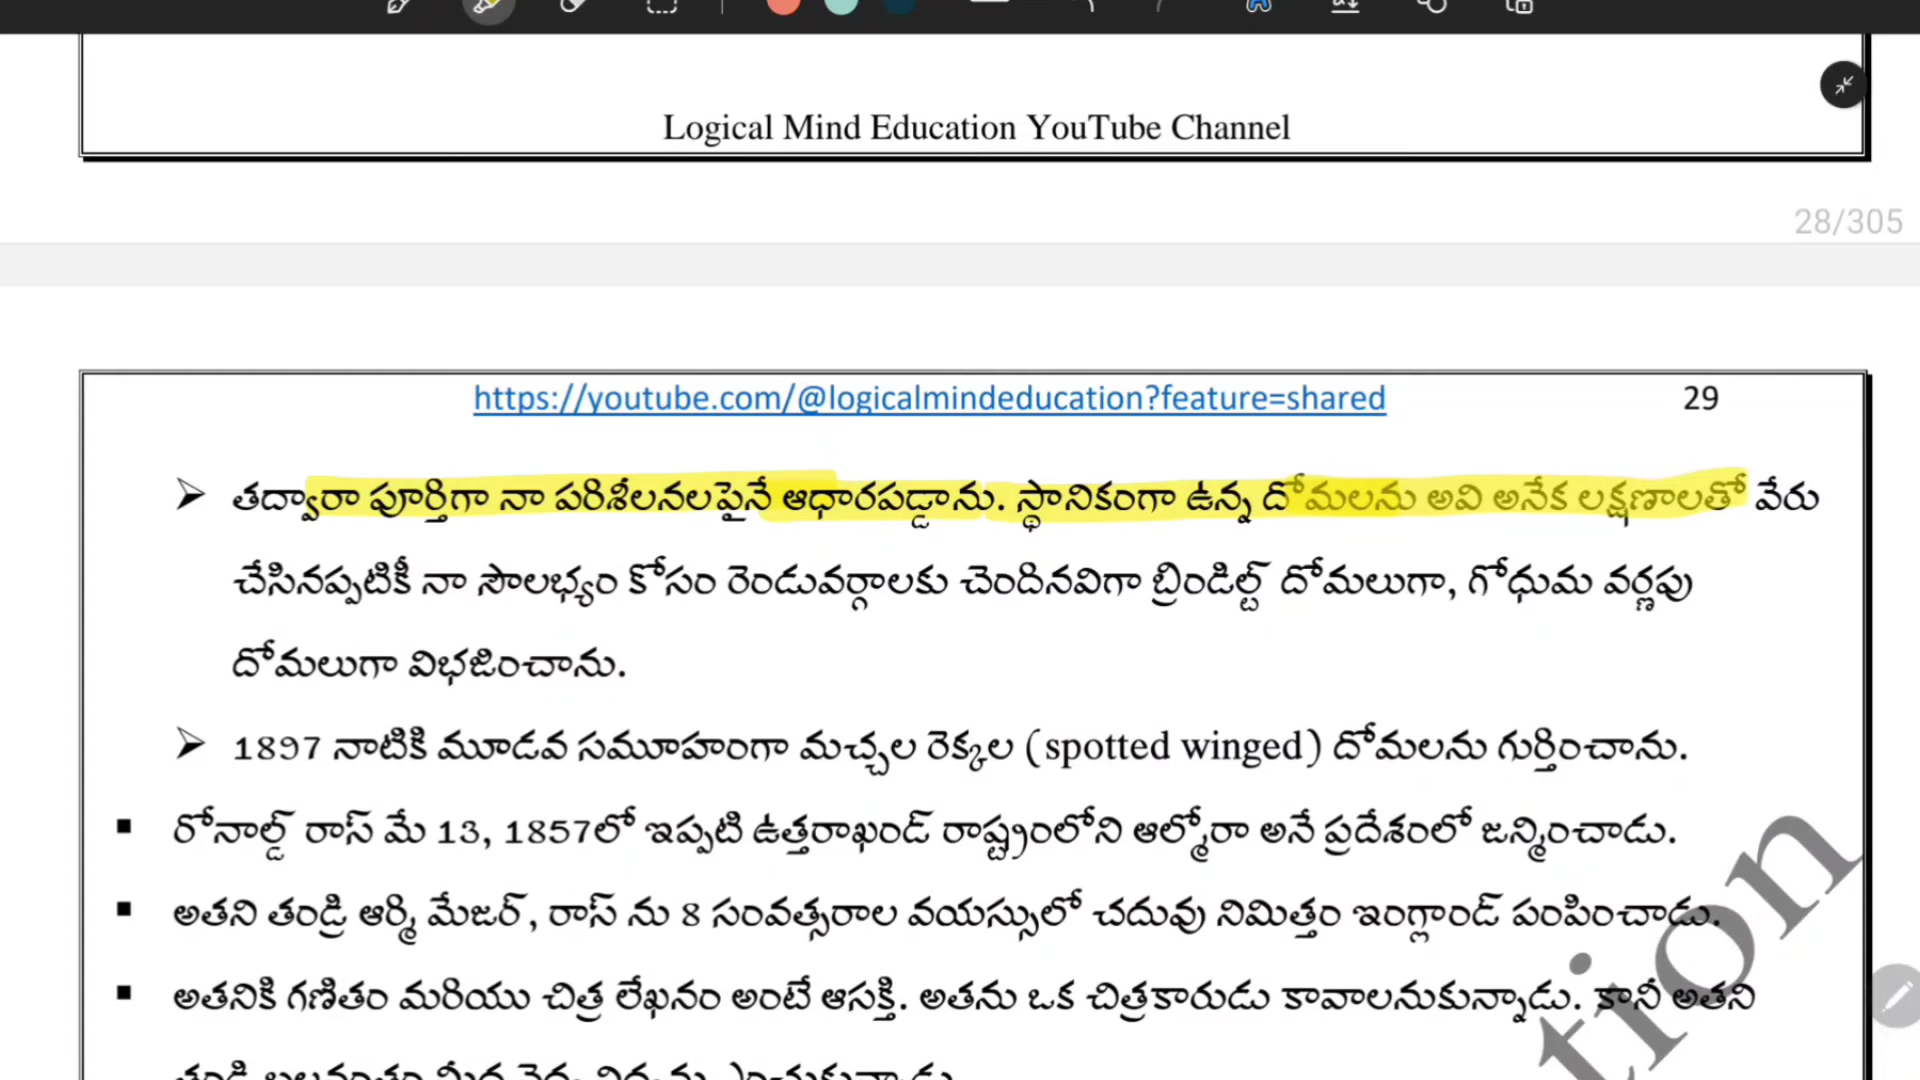 Logical Mind Education YouTube Channel
28/305
https://youtube.com/@logicalmindeducation?feature=shared 29
➢ తద్వారా పూర్తిగా నా పరిశీలనలపైనే ఆధారపడ్డాను. స్థానికంగా ఉన్న దోమలను అవి అనేక లక్షణాలతో వేరు
చేసినప్పటికీ నా సౌలభ్యం కోసం రెండువర్గాలకు చెందినవిగా బ్రిండిల్ట్ దోమలుగా, గోధుమ వర్ణపు
దోమలుగా విభజించాను.
➢ 1897 నాటికి మూడవ సమూహంగా మచ్చల రెక్కల (spotted winged) దోమలను గుర్తించాను.
▪ రోనాల్డ్ రాస్ మే 13, 1857లో ఇప్పటి ఉత్తరాఖండ్ రాష్ట్రంలోని ఆల్మోరా అనే ప్రదేశంలో జన్మించాడు.
▪ అతని తండ్రి ఆర్మి మేజర్, రాస్ ను 8 సంవత్సరాల వయస్సులో చదువు నిమిత్తం ఇంగ్లాండ్ పంపించాడు.
▪ అతనికి గణితం మరియు చిత్ర లేఖనం అంటే ఆసక్తి. అతను ఒక చిత్రకారుడు కావాలనుకున్నాడు. కానీ అతని
tion